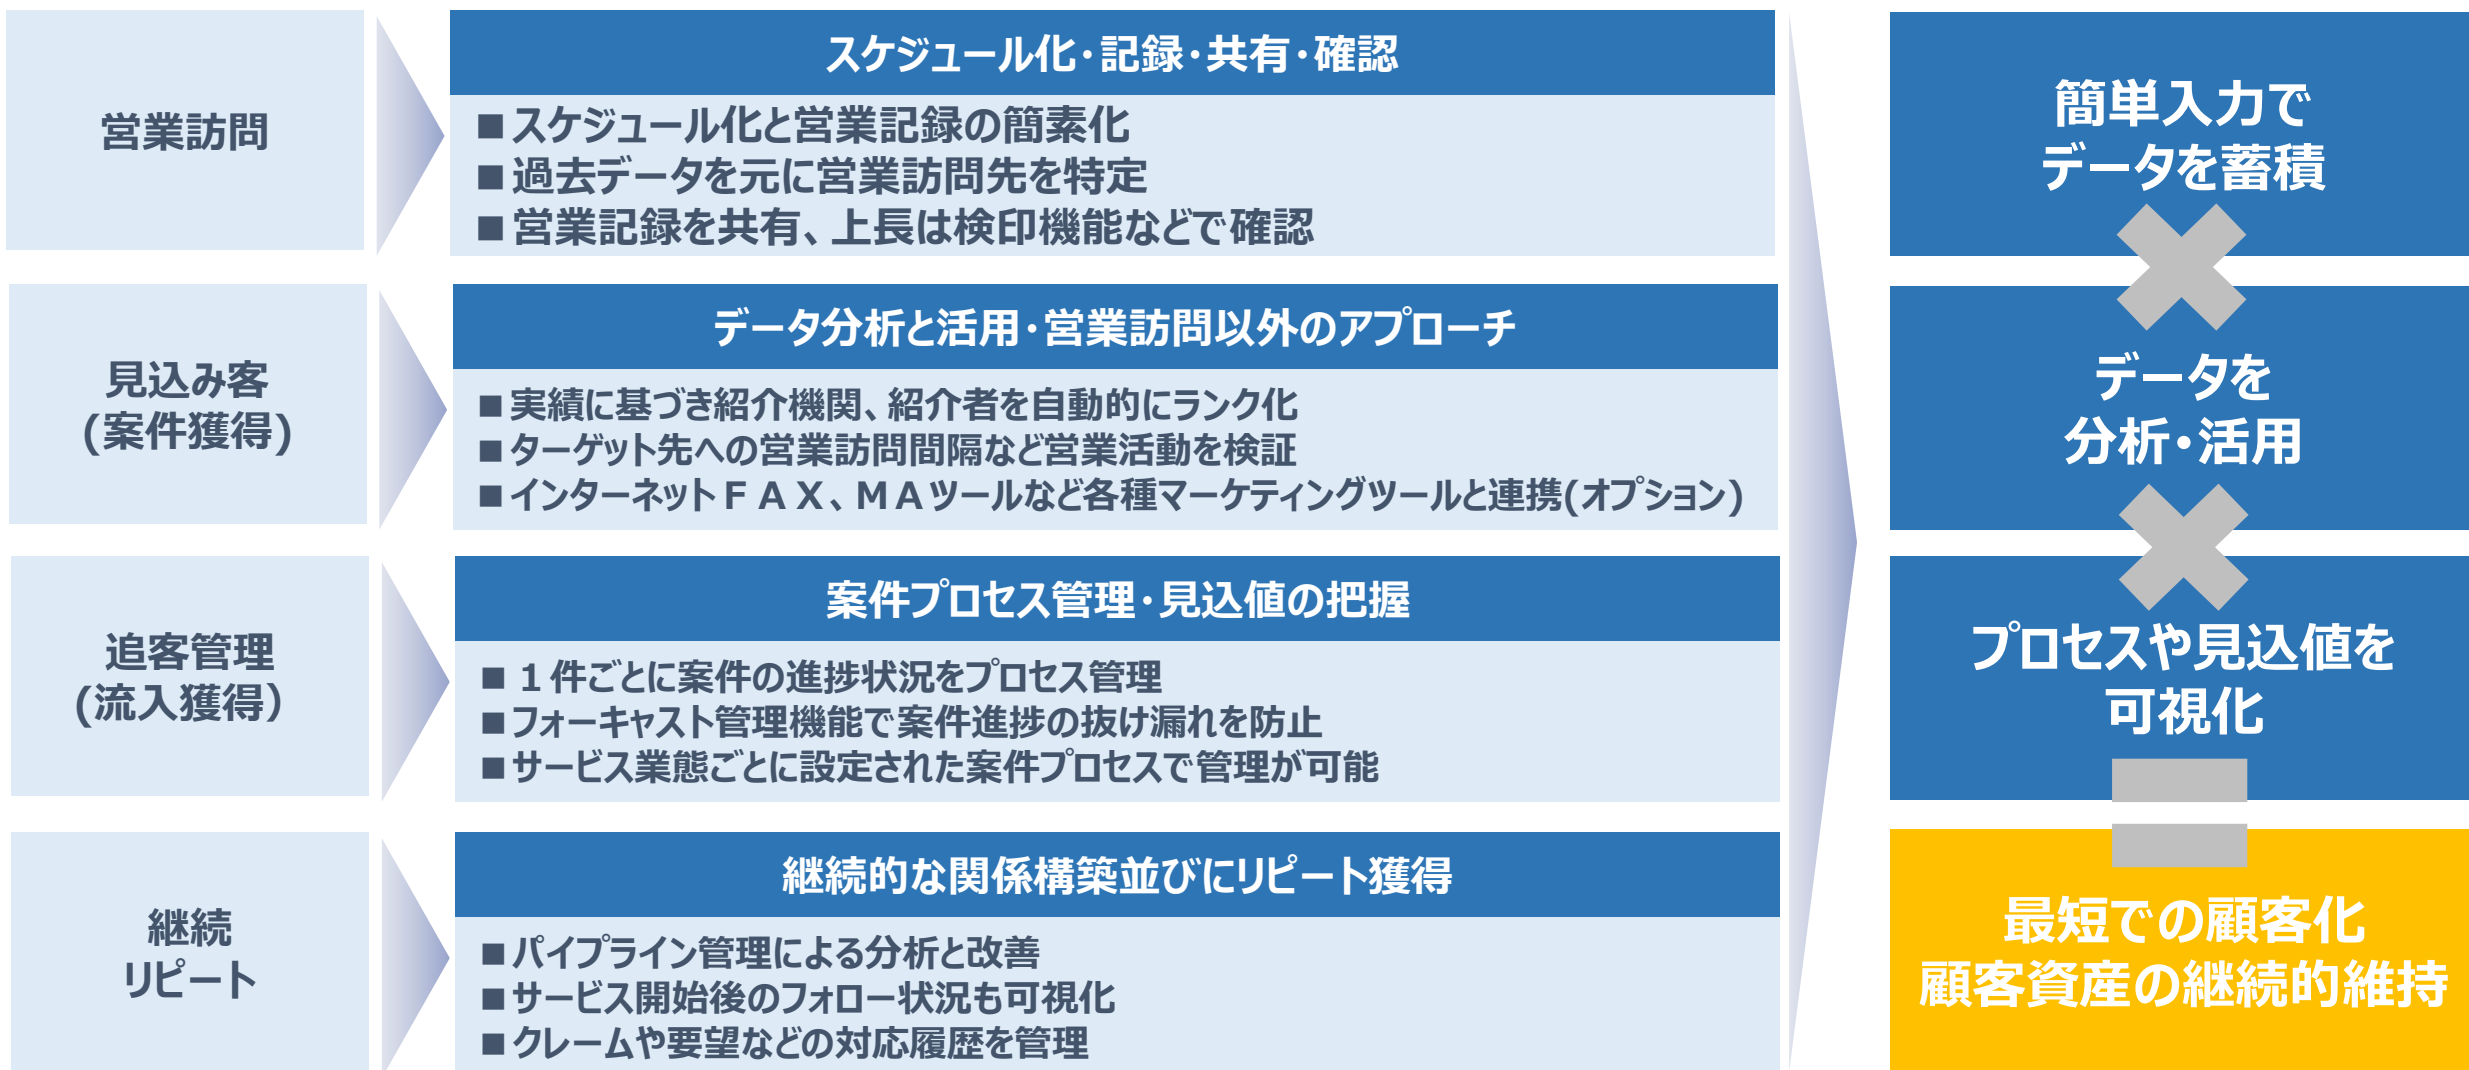 営業訪問
スケジュール化・記録・共有・確認
■スケジュール化と営業記録の簡素化
■過去データを元に営業訪問先を特定
■営業記録を共有、上長は検印機能などで確認
見込み客
(案件獲得)
データ分析と活用・営業訪問以外のアプローチ
■実績に基づき紹介機関、紹介者を自動的にランク化
■ターゲット先への営業訪問間隔など営業活動を検証
■インターネットＦＡＸ、ＭＡツールなど各種マーケティングツールと連携(オプション)
追客管理
(流入獲得）
案件プロセス管理・見込値の把握
■１件ごとに案件の進捗状況をプロセス管理
■フォーキャスト管理機能で案件進捗の抜け漏れを防止
■サービス業態ごとに設定された案件プロセスで管理が可能
継続
リピート
継続的な関係構築並びにリピート獲得
■パイプライン管理による分析と改善
■サービス開始後のフォロー状況も可視化
■クレームや要望などの対応履歴を管理
簡単入力で
データを蓄積
データを
分析・活用
プロセスや見込値を
可視化
最短での顧客化
顧客資産の継続的維持